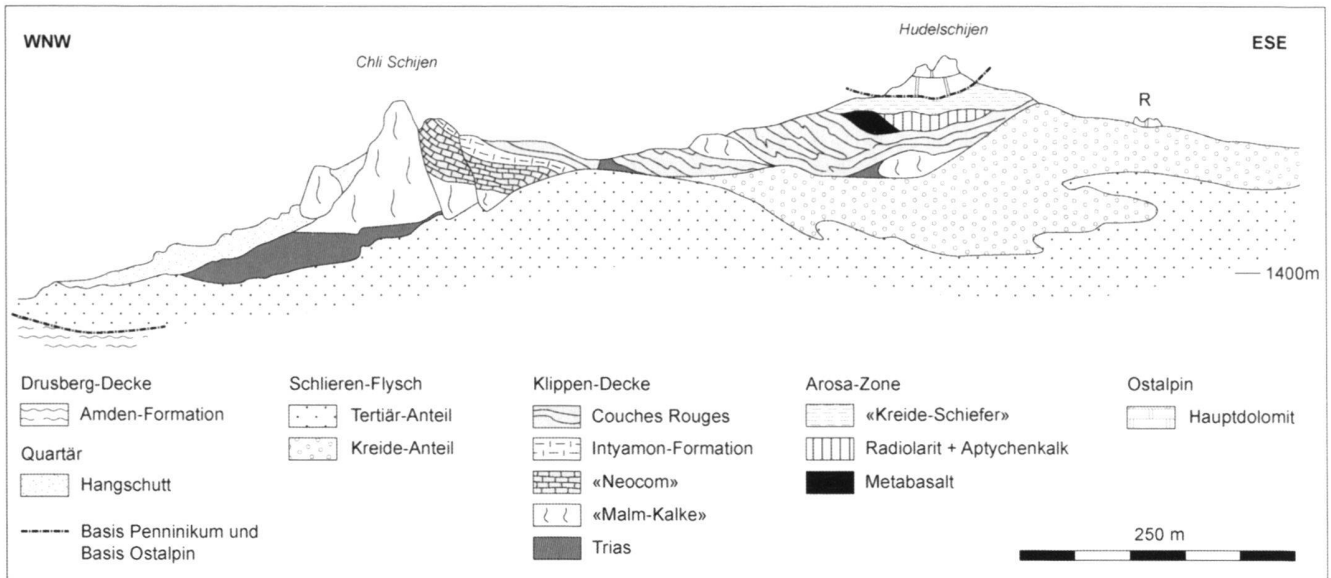 WNW
Hudelschijen
ESE
Chli Schijen
R
1400m
Drusberg-Decke
Amden-Formation
Quartär
Hangschutt
Basis Penninikum und
Basis Ostalpin
Schlieren-Flysch
Tertiär-Anteil
Kreide-Anteil
Klippen-Decke
Couches Rouges
Intyamon-Formation
«Neocom»
«Malm-Kalke»
Trias
Arosa-Zone
«Kreide-Schiefer»
Radiolarit + Aptychenkalk
Metabasalt
Ostalpin
Hauptdolomit
250 m